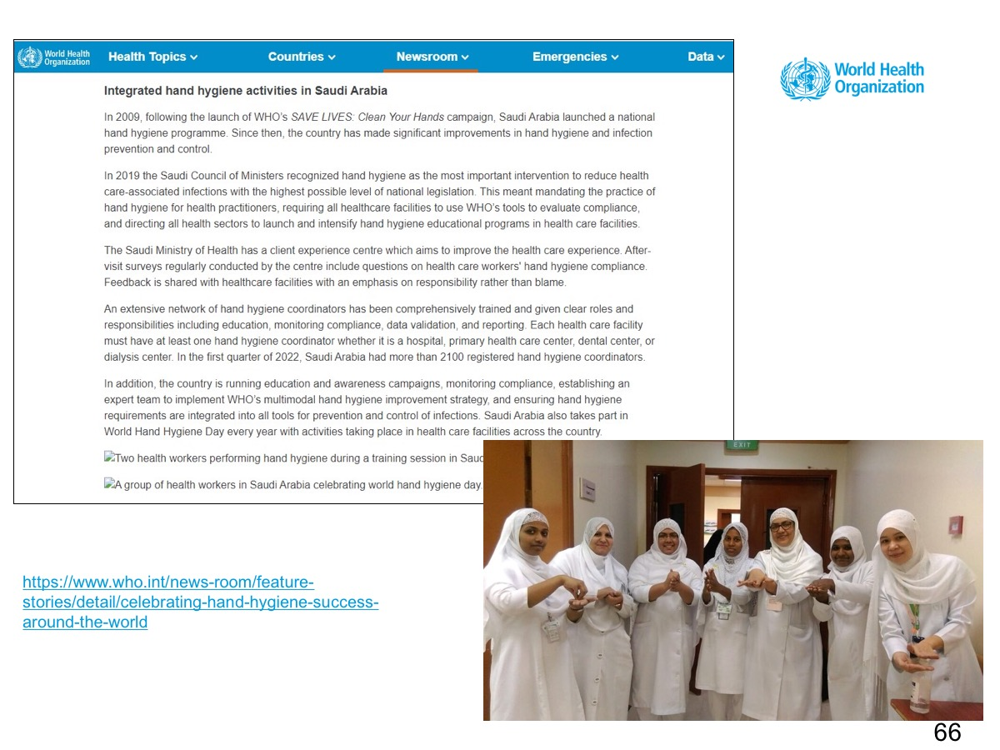 World Health
Organization
Health Topics
Countries
Newsroom
Emergencies
Data
World Health
Organization
Integrated hand hygiene activities in Saudi Arabia
In 2009, following the launch of WHO's SAVE LIVES: Clean Your Hands campaign, Saudi Arabia launched a national
hand hygiene programme. Since then, the country has made significant improvements in hand hygiene and infection
prevention and control.
In 2019 the Saudi Council of Ministers recognized hand hygiene as the most important intervention to reduce health
care-associated infections with the highest possible level of national legislation. This meant mandating the practice of
hand hygiene for health practitioners, requiring all healthcare facilities to use WHO's tools to evaluate compliance,
and directing all health sectors to launch and intensify hand hygiene educational programs in health care facilities.
The Saudi Ministry of Health has a client experience centre which aims to improve the health care experience. After-
visit surveys regularly conducted by the centre include questions on health care workers' hand hygiene compliance.
Feedback is shared with healthcare facilities with an emphasis on responsibility rather than blame.
An extensive network of hand hygiene coordinators has been comprehensively trained and given clear roles and
responsibilities including education, monitoring compliance, data validation, and reporting. Each health care facility
must have at least one hand hygiene coordinator whether it is a hospital, primary health care center, dental center, or
dialysis center. In the first quarter of 2022, Saudi Arabia had more than 2100 registered hand hygiene coordinators.
In addition, the country is running education and awareness campaigns, monitoring compliance, establishing an
expert team to implement WHO's multimodal hand hygiene improvement strategy, and ensuring hand hygiene
requirements are integrated into all tools for prevention and control of infections. Saudi Arabia also takes part in
World Hand Hygiene Day every year with activities taking place in health care facilities across the country.
Two health workers performing hand hygiene during a training session in
A group of health workers in Saudi Arabia celebrating world hand hygiene day.
EXIT
https://www.who.int/news-room/feature-
stories/detail/celebrating-hand-hygiene-success-
around-the-world
66